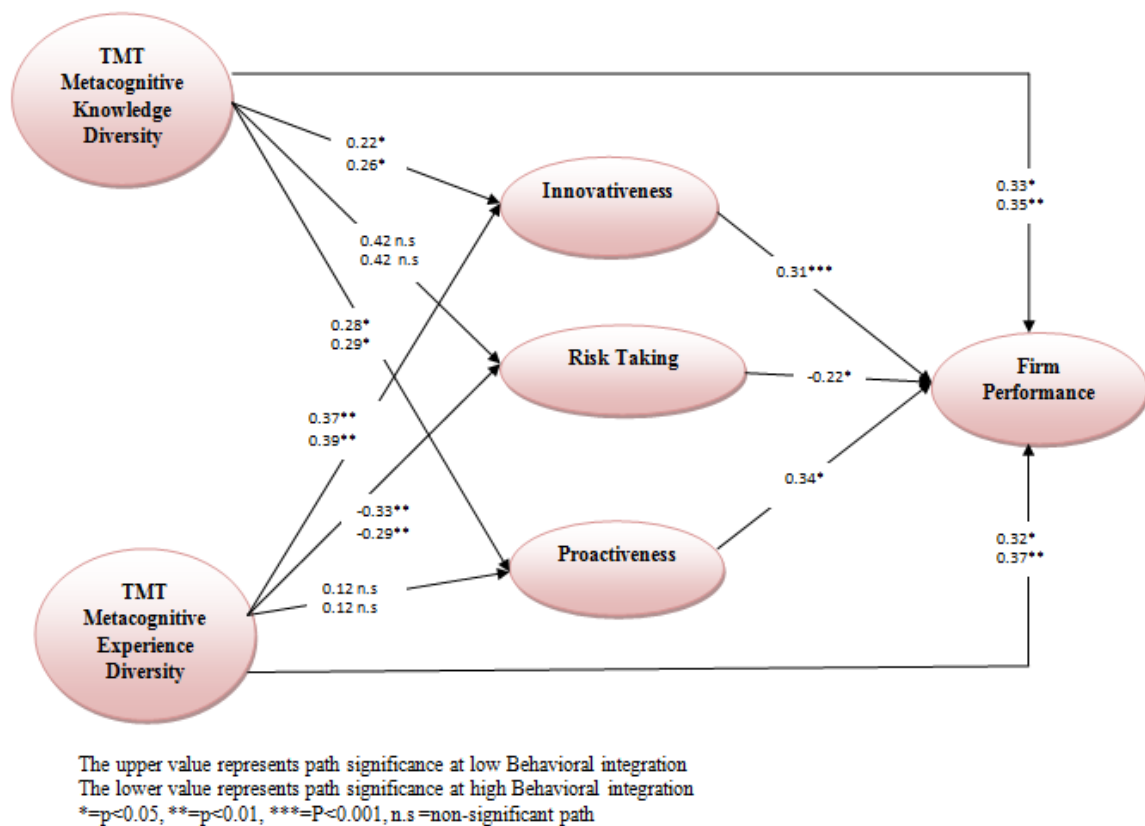 TMT
Metacognitive
Knowledge
Diversity
0.22*
0.26*
Innovativeness
0.33*
0.35**
0.42 n.s
0.42 n.s
0.31***
0.28*
0.29*
Risk Taking
-0.22*
Firm
Performance
0.37**
0.39**
0.34*
-0.33**
-0.29**
Proactiveness
0.32*
0.37**
TMT
Metacognitive
Experience
Diversity
0.12 n.s
0.12 n.s
The upper value represents path significance at low Behavioral integration
The lower value represents path significance at high Behavioral integration
*=p<0.05, **=p<0.01, ***=P<0.001, n.s =non-significant path